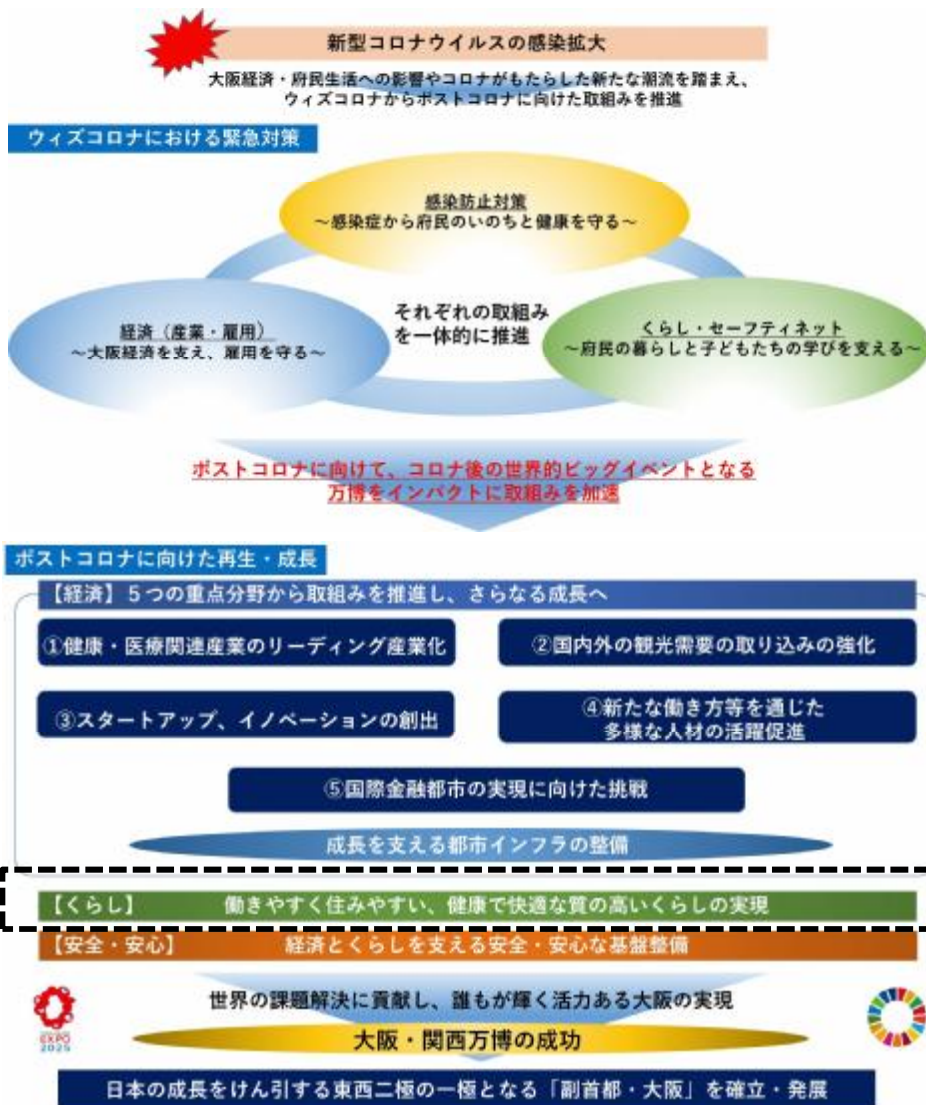 新型コロナウイルスの感染拡大
大阪経済・府民生活への影響やコロナがもたらした新たな潮流を踏まえ、
ウィズコロナからポストコロナに向けた取組みを推進
ウィズコロナにおける緊急対策
感染防止対策
～感染症から府民のいのちと健康を守る～
経済（産業・雇用）
～大阪経済を支え、雇用を守る～
それぞれの取組み
を一体的に推進
くらし・セーフティネット
～府民の暮らしと子どもたちの学びを支える～
ポストコロナに向けて、コロナ後の世界的ビッグイベントとなる
万博をインパクトに取組みを加速
ポストコロナに向けた再生・成長
【経済】５つの重点分野から取組みを推進し、さらなる成長へ
①健康・医療関連産業のリーディング産業化
②国内外の観光需要の取り込みの強化
③スタートアップ、イノベーションの創出
④新たな働き方等を通じた
多様な人材の活躍促進
⑤国際金融都市の実現に向けた挑戦
成長を支える都市インフラの整備
【くらし】 働きやすく住みやすい、健康で快適な質の高いくらしの実現
【安全・安心】 経済とくらしを支える安全・安心な基盤整備
世界の課題解決に貢献し、誰もが輝く活力ある大阪の実現
EXPO
2025
大阪・関西万博の成功
日本の成長をけん引する東西二極の一極となる「副首都・大阪」を確立・発展